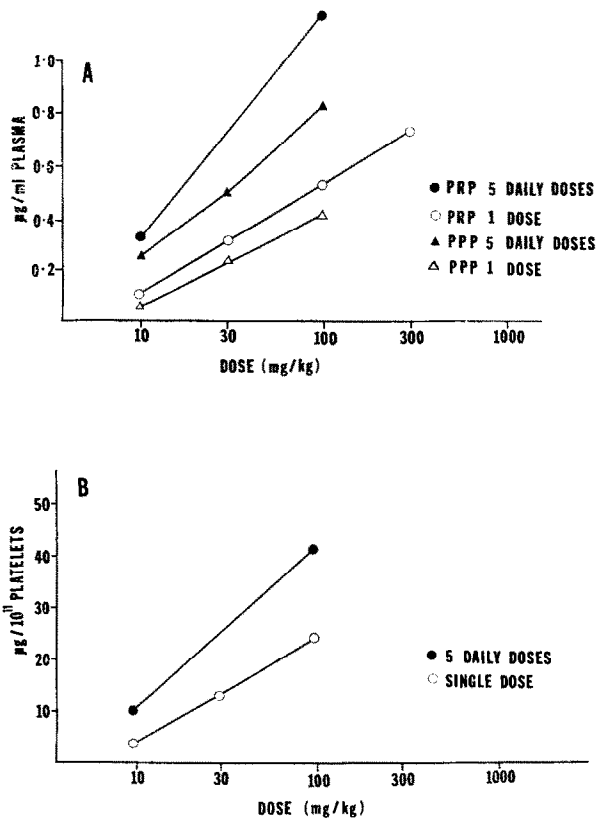 A
1·0
0·8
0·6
0·4
0·2
µg/ml PLASMA
10 30 100 300 1000
DOSE (mg/kg)
● PRP 5 DAILY DOSES
○ PRP 1 DOSE
▲ PPP 5 DAILY DOSES
△ PPP 1 DOSE
B
50
40
30
20
10
µg/10¹¹ PLATELETS
10 30 100 300 1000
DOSE (mg/kg)
● 5 DAILY DOSES
○ SINGLE DOSE